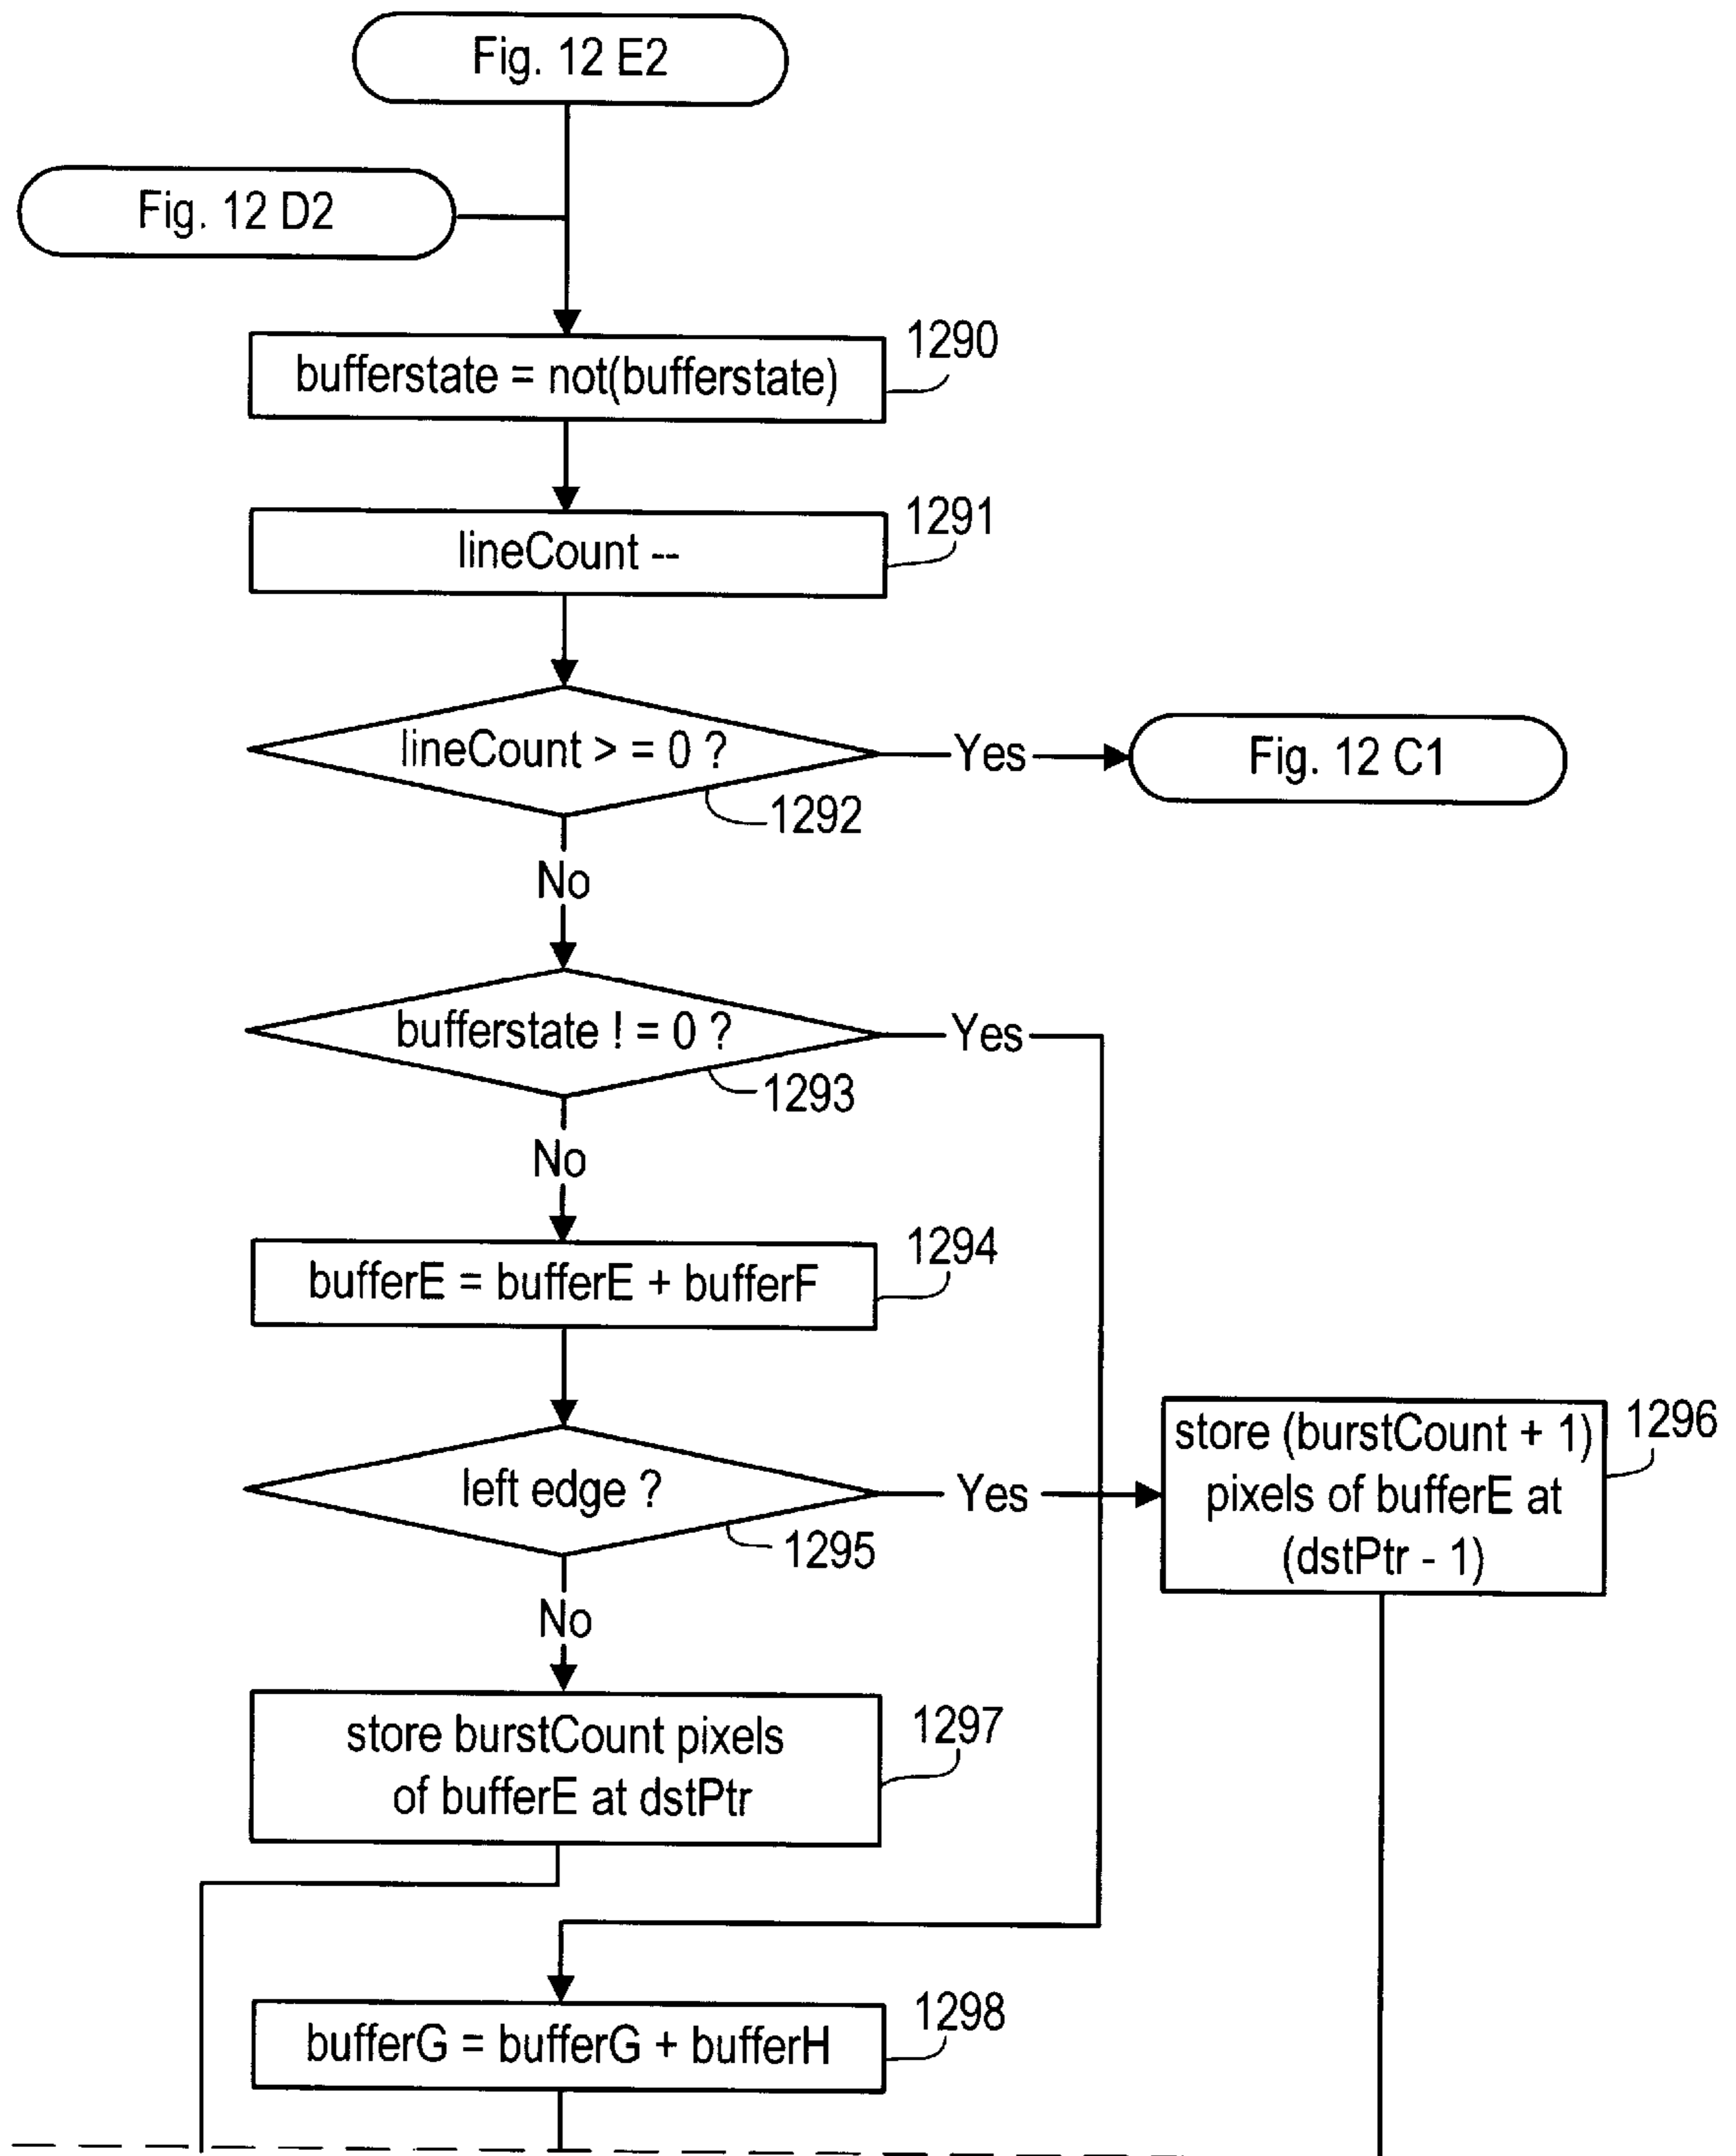 Fig. 12 E2
Fig. 12 D2
1290
bufferstate = not(bufferstate)
1291
lineCount --
lineCount > = 0 ?
Yes
Fig. 12 C1
1292
No
bufferstate ! = 0 ?
Yes
1293
No
1294
bufferE = bufferE + bufferF
left edge ?
Yes
1295
store (burstCount + 1)
pixels of bufferE at
(dstPtr - 1)
1296
No
store burstCount pixels
of bufferE at dstPtr
1297
bufferG = bufferG + bufferH
1298